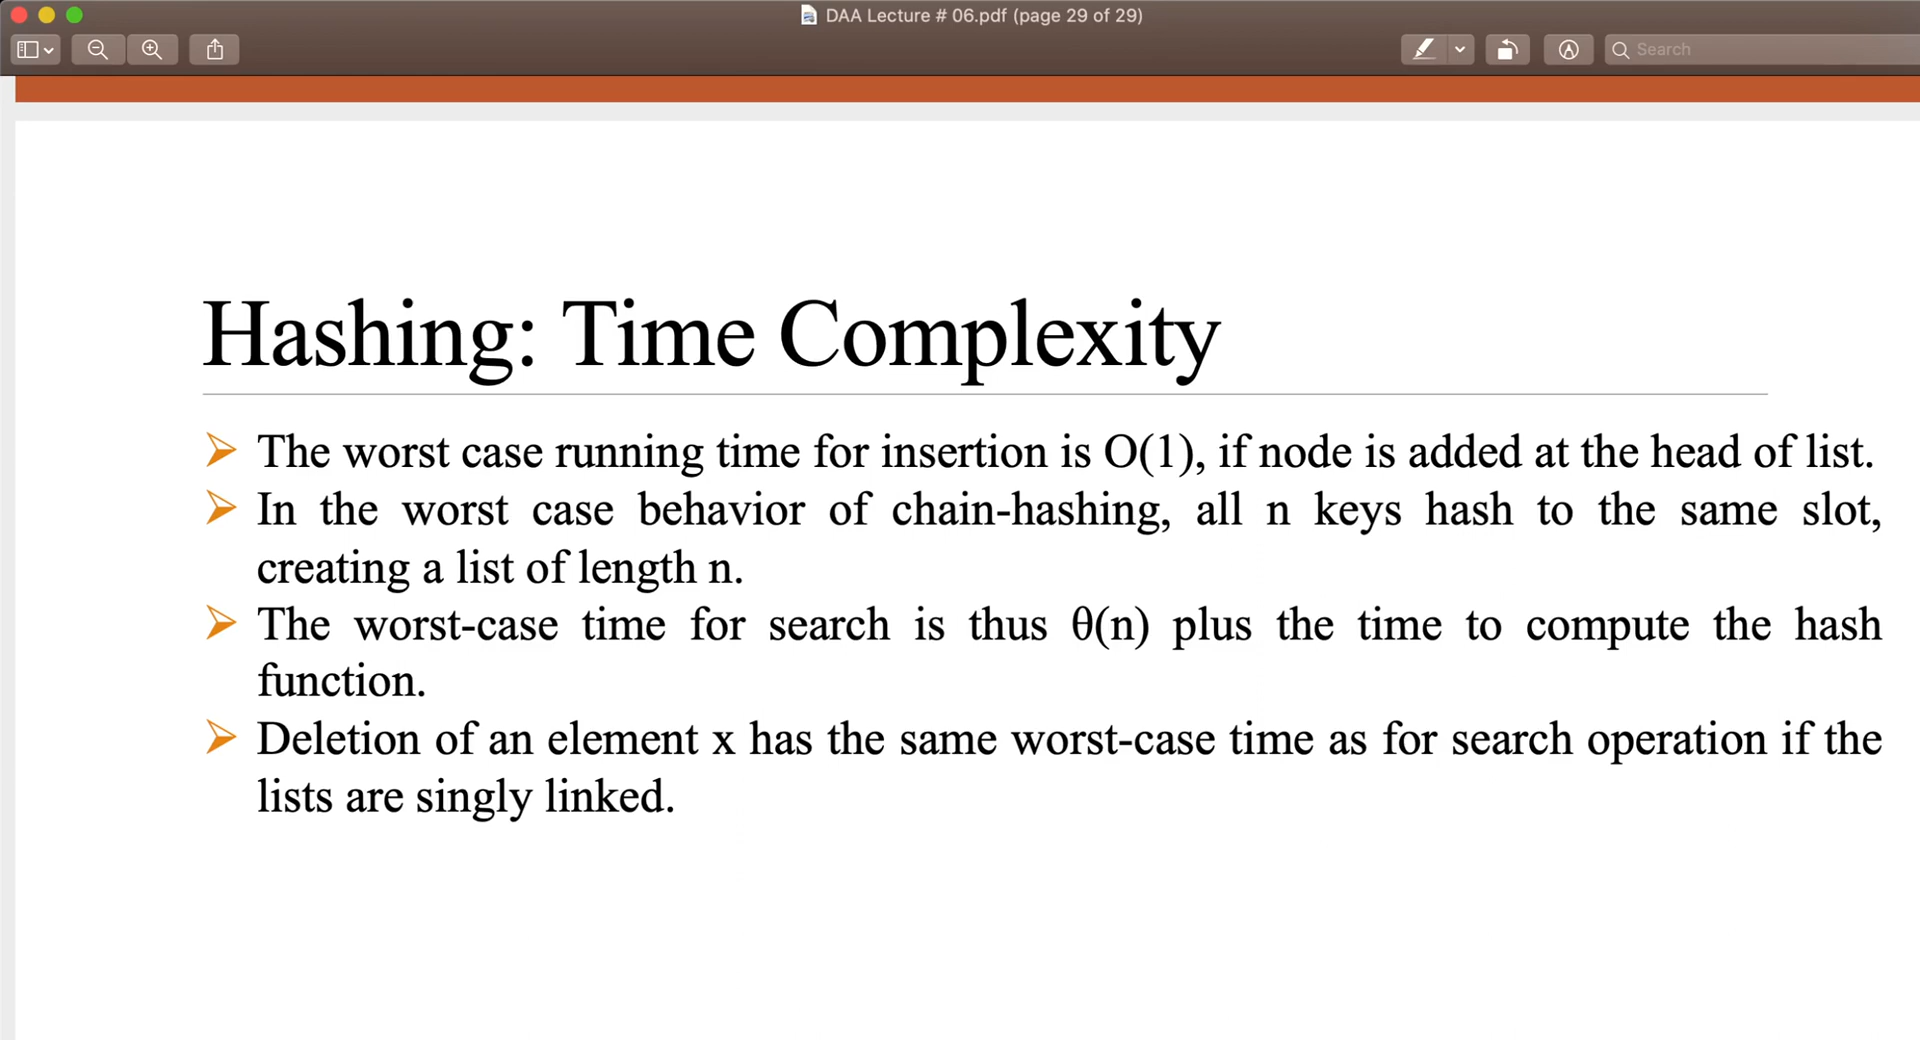 DAA Lecture # 06.pdf (page 29 of 29)
Search
Hashing: Time Complexity
The worst case running time for insertion is O(1), if node is added at the head of list.
In the worst case behavior of chain-hashing, all n keys hash to the same slot,
creating a list of length n.
The worst-case time for search is thus θ(n) plus the time to compute the hash
function.
Deletion of an element x has the same worst-case time as for search operation if the
lists are singly linked.